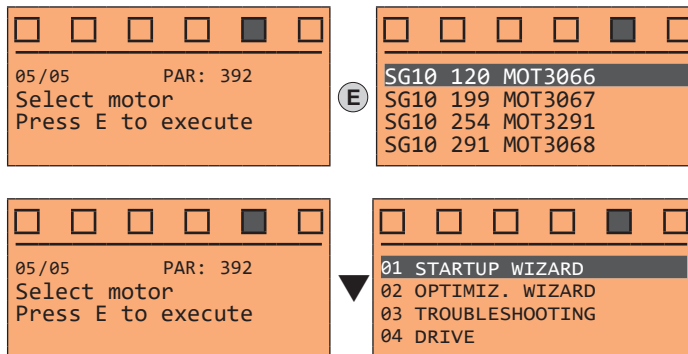 05/05 PAR: 392
Select motor
Press E to execute
E
SG10 120 MOT3066
SG10 199 MOT3067
SG10 254 MOT3291
SG10 291 MOT3068
05/05 PAR: 392
Select motor
Press E to execute
01 STARTUP WIZARD
02 OPTIMIZ. WIZARD
03 TROUBLESHOOTING
04 DRIVE